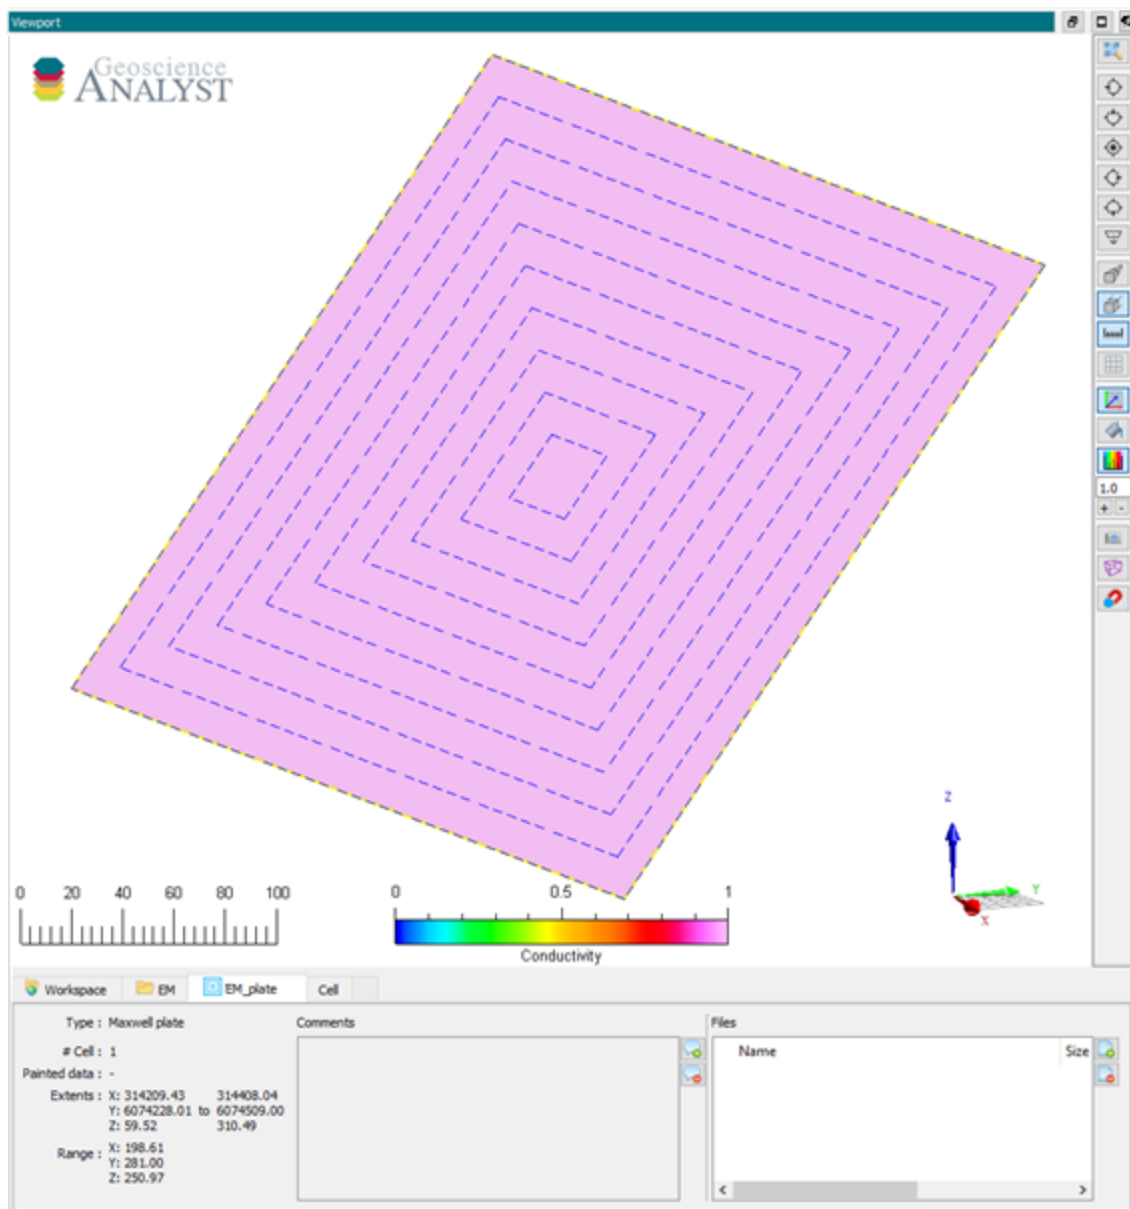 Viewport
Geoscience
ANALYST
1.0
+ -
Z
Y
X
0 20 40 60 80 100
0 0.5 1
Conductivity
Workspace EM EM_plate Cell
Type : Maxwell plate
# Cell : 1
Painted data : -
Extents : X: 314209.43 314408.04
Y: 6074228.01 to 6074509.00
Z: 59.52 310.49
Range : X: 198.61
Y: 281.00
Z: 250.97
Comments
Files
Name Size